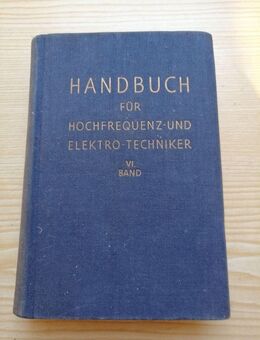 HANDBUCH
FÜR
HOCHFREQUENZ-UND
ELEKTRO-TECHNIKER
VI.
BAND